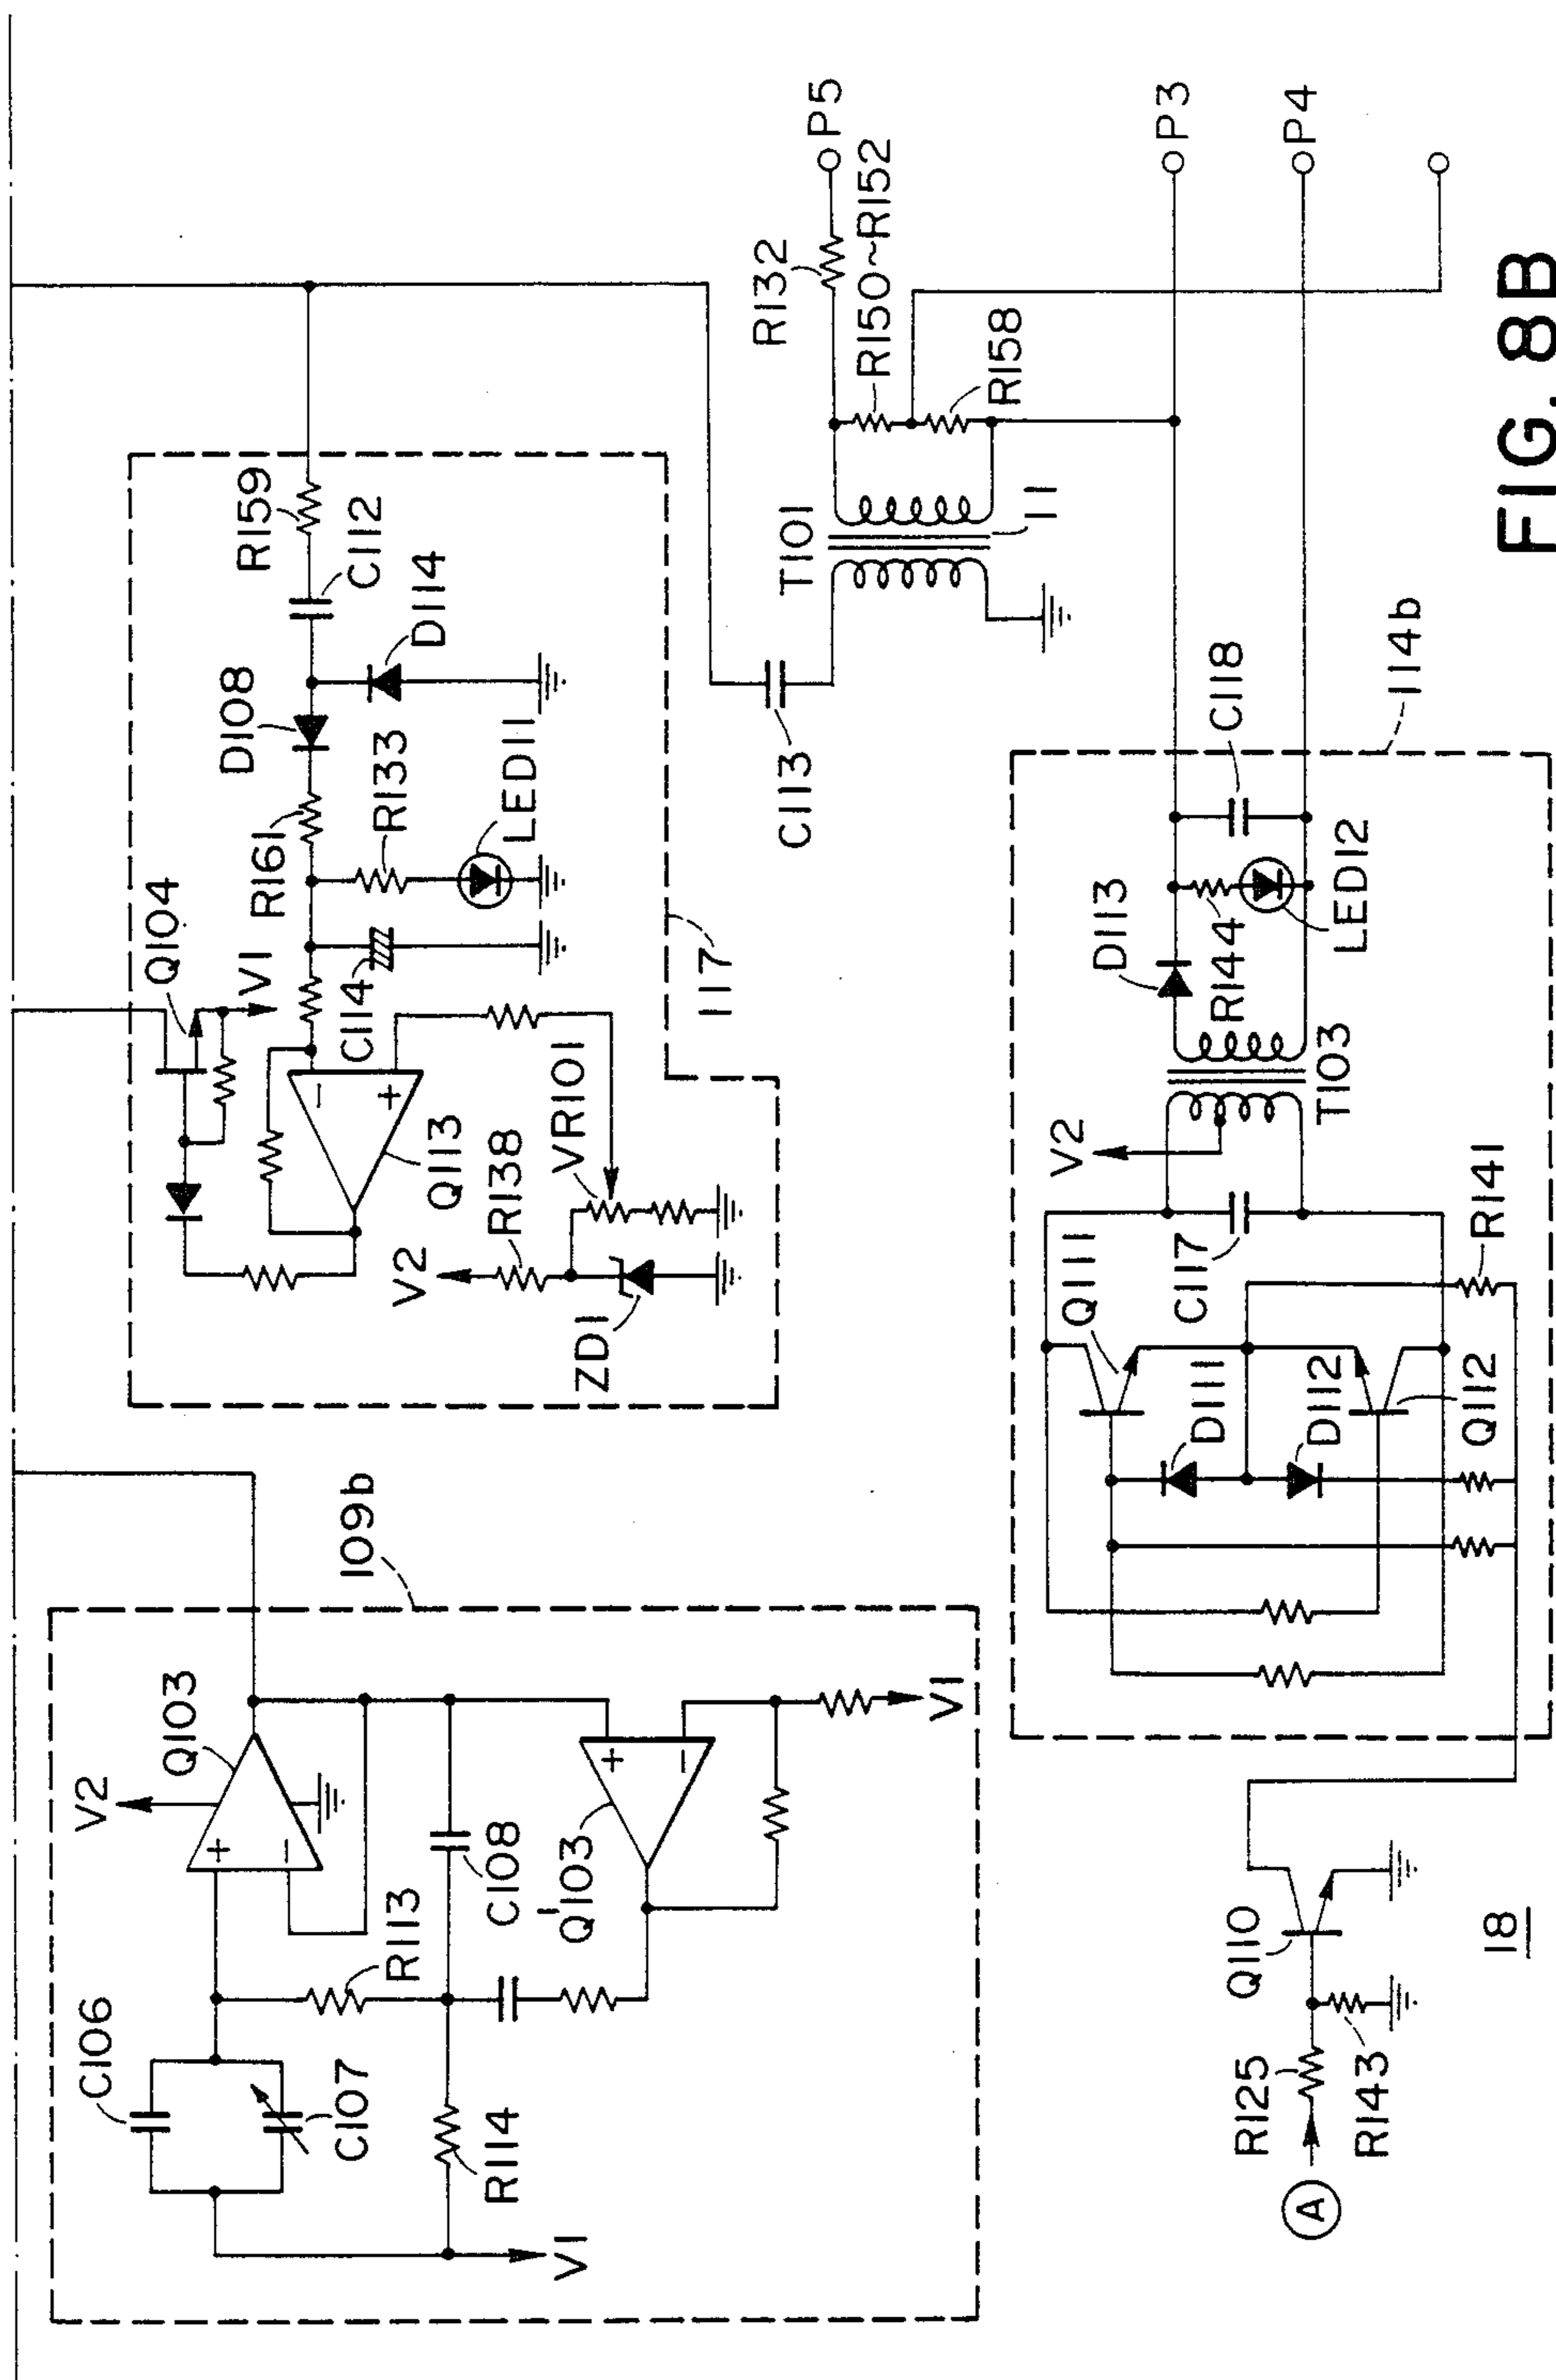 C106
C107
V2
Q103
+
−
R113
R114
V1
C108
Q'103
+
−
V1
109b
Q104
V1
D108
R159
C112
D114
R161
R133
LED11
C114
−
+
Q113
V2
R138
VR101
ZD1
117
C113
T101
11
R132
P5
R150~R152
R158
P3
P4
A
R125
R143
Q110
18
Q111
D111
D112
Q112
C117
R141
V2
T103
D113
R144
LED12
C118
114b
FIG. 8B